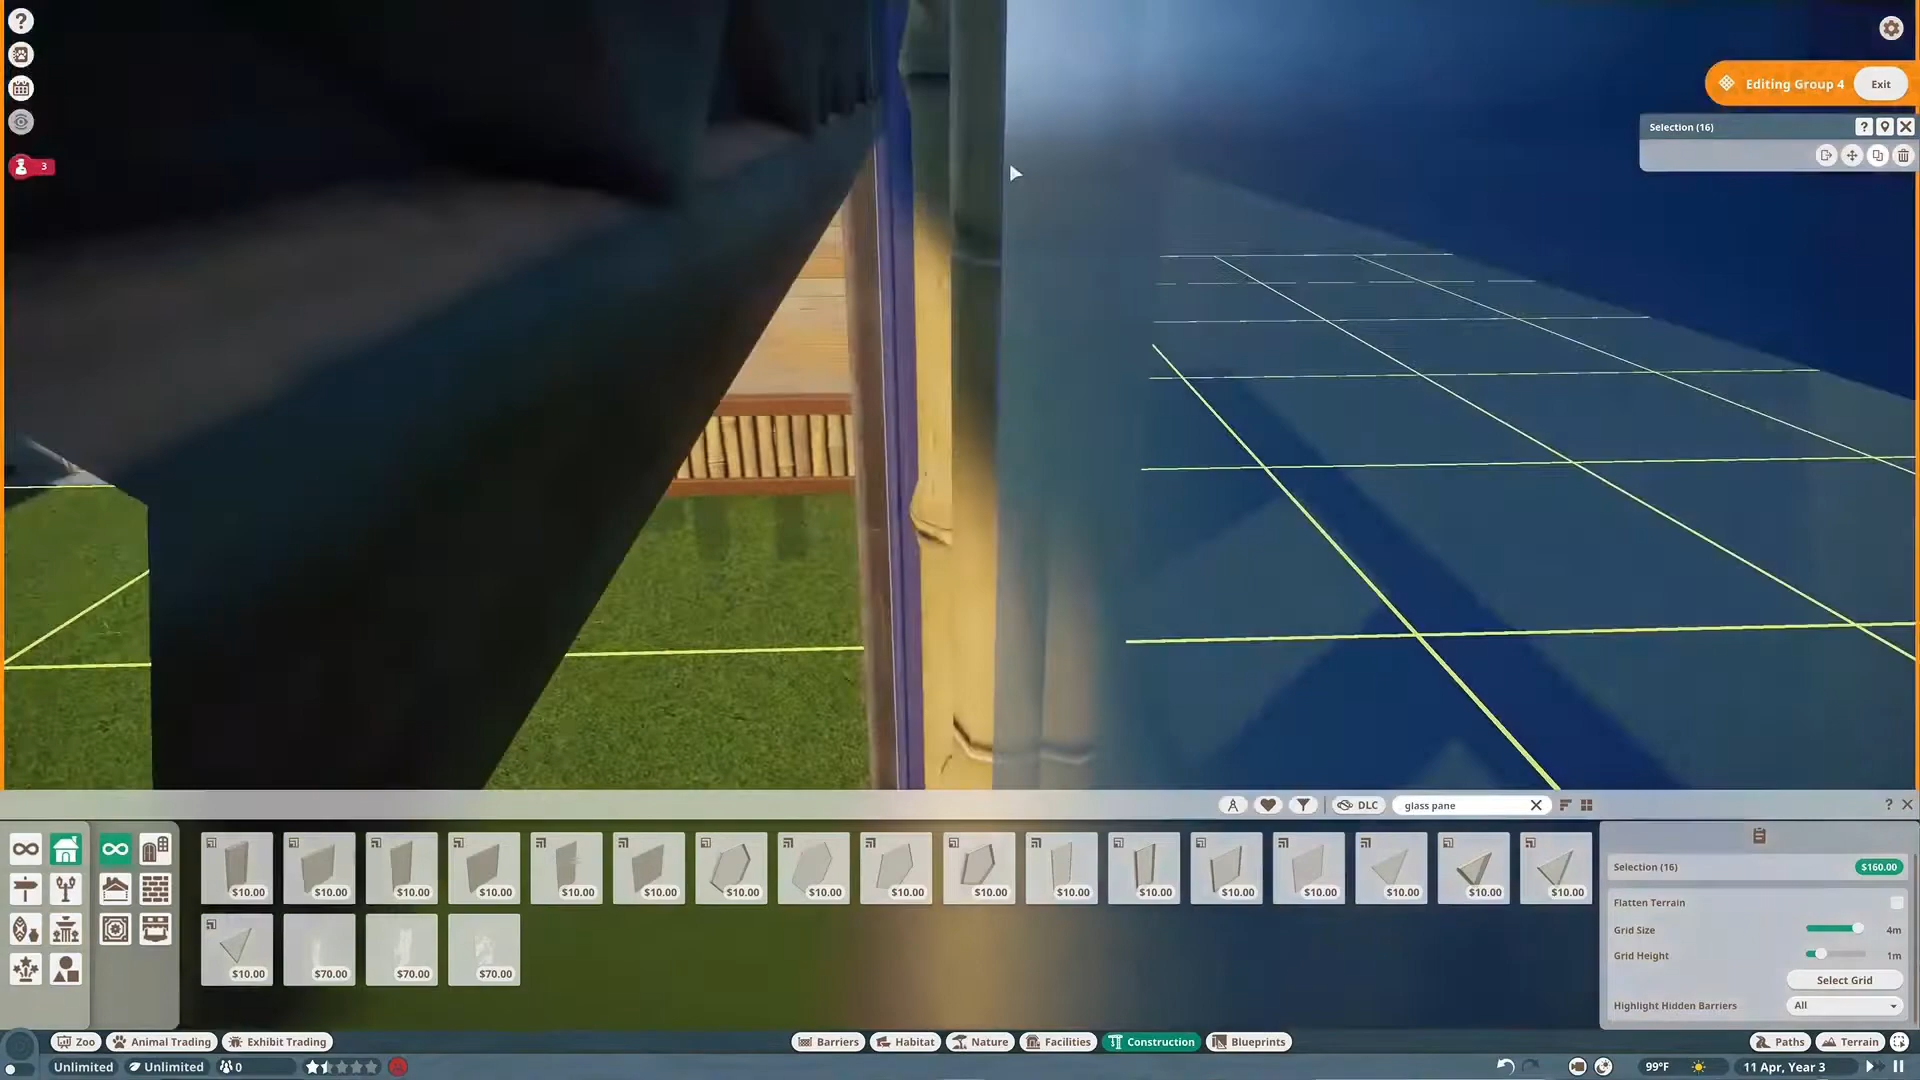 Editing Group 4 Exit
Selection (16) ?
3
DLC glass pane ?
$10.00 $10.00 $10.00 $10.00 $10.00 $10.00 $10.00 $10.00 $10.00 $10.00 $10.00 $10.00 $10.00 $10.00 $10.00 $10.00 $10.00
$10.00 $70.00 $70.00 $70.00
Selection (16) $160.00
Flatten Terrain
Grid Size 4m
Grid Height 1m
Select Grid
Highlight Hidden Barriers All
Zoo Animal Trading Exhibit Trading Barriers Habitat Nature Facilities Construction Blueprints Paths Terrain
Unlimited Unlimited 0 99°F 11 Apr, Year 3